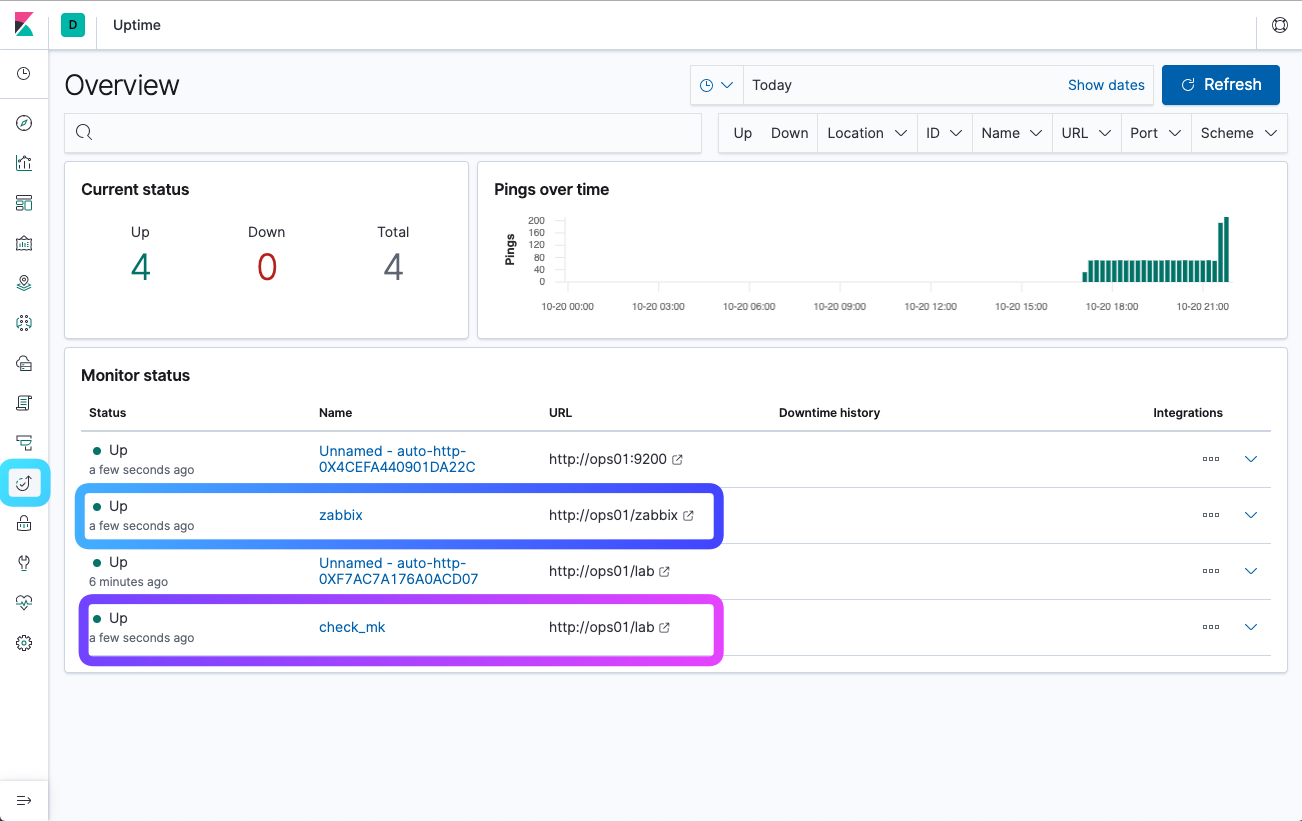 D
Uptime
Overview
Today
Show dates
Refresh
Up
Down
Location
ID
Name
URL
Port
Scheme
Current status
Up
Down
Total
4
0
4
Pings over time
Pings
200
160
120
80
40
0
10-20 00:00
10-20 03:00
10-20 06:00
10-20 09:00
10-20 12:00
10-20 15:00
10-20 18:00
10-20 21:00
Monitor status
Status
Name
URL
Downtime history
Integrations
Up
a few seconds ago
Unnamed - auto-http-
0X4CEFA440901DA22C
http://ops01:9200
Up
a few seconds ago
zabbix
http://ops01/zabbix
Up
6 minutes ago
Unnamed - auto-http-
0XF7AC7A176A0ACD07
http://ops01/lab
Up
a few seconds ago
check_mk
http://ops01/lab